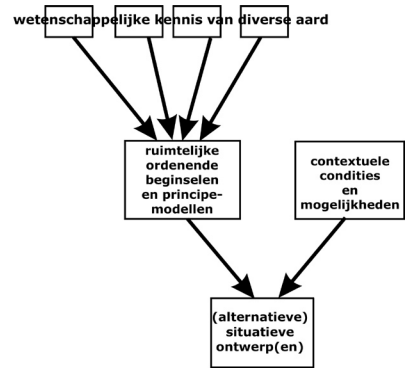 wetenschappelijke kennis van diverse aard
ruimtelijke
ordenende
beginselen
en principe-
modellen
contextuele
condities
en
mogelijkheden
(alternatieve)
situatieve
ontwerp(en)